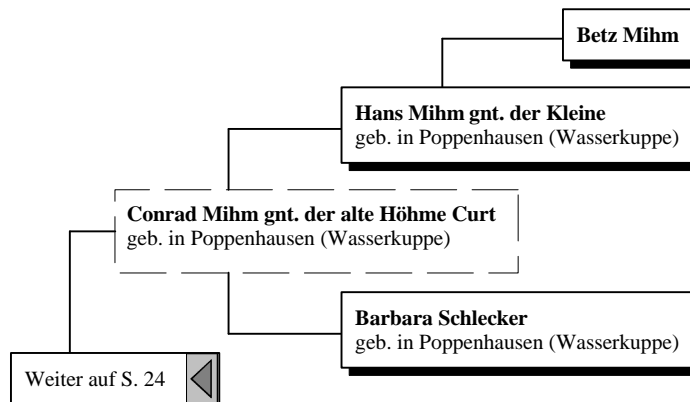 Betz Mihm
Hans Mihm gnt. der Kleine
geb. in Poppenhausen (Wasserkuppe)
Conrad Mihm gnt. der alte Höhme Curt
geb. in Poppenhausen (Wasserkuppe)
Barbara Schlecker
geb. in Poppenhausen (Wasserkuppe)
Weiter auf S. 24